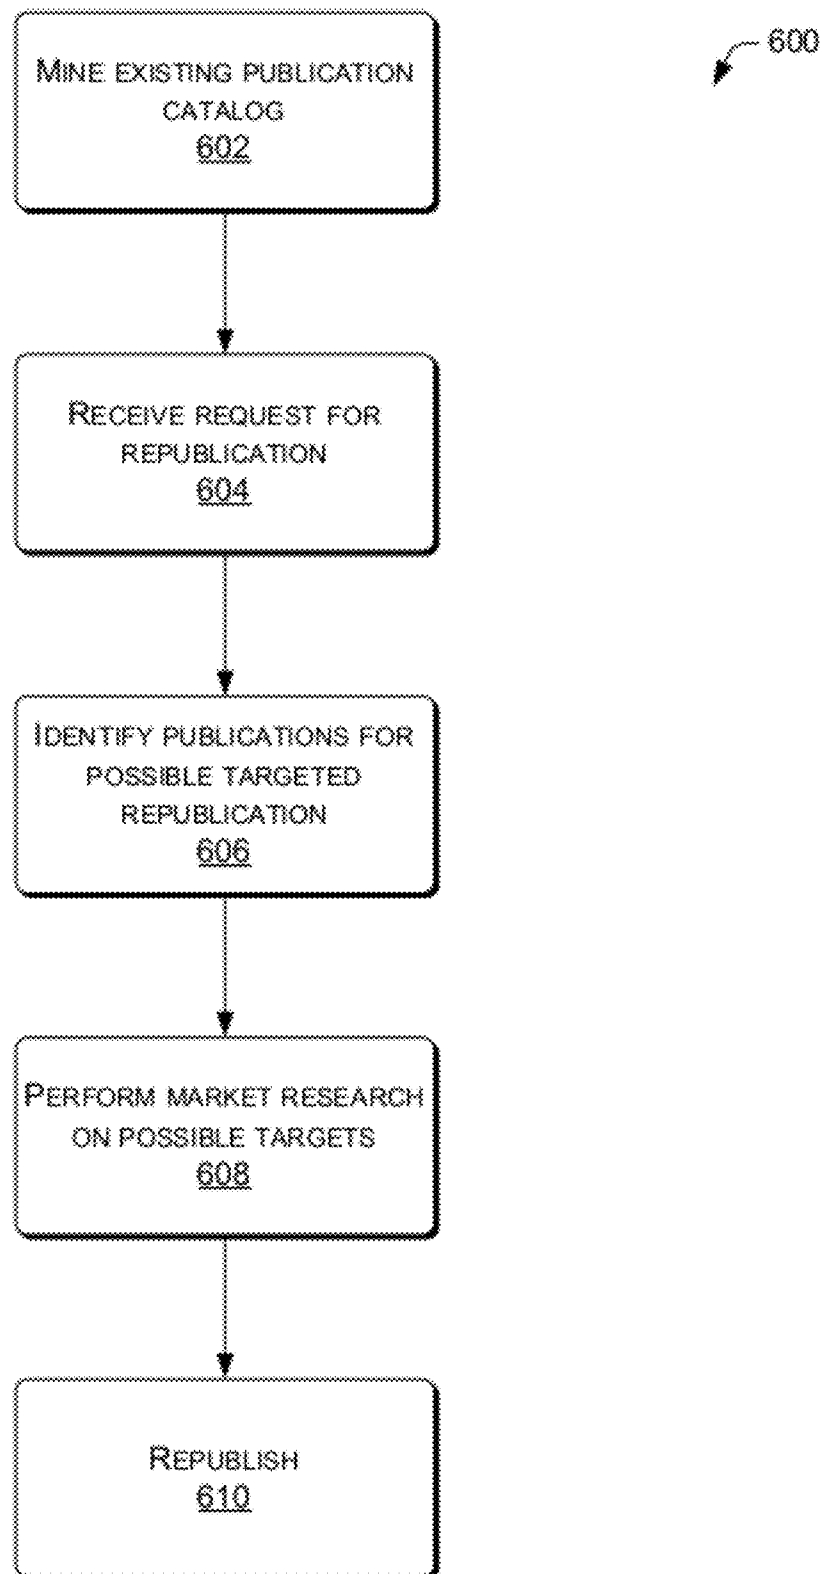 600
MINE EXISTING PUBLICATION
CATALOG
602
RECEIVE REQUEST FOR
REPUBLICATION
604
IDENTIFY PUBLICATIONS FOR
POSSIBLE TARGETED
REPUBLICATION
606
PERFORM MARKET RESEARCH
ON POSSIBLE TARGETS
608
REPUBLISH
610